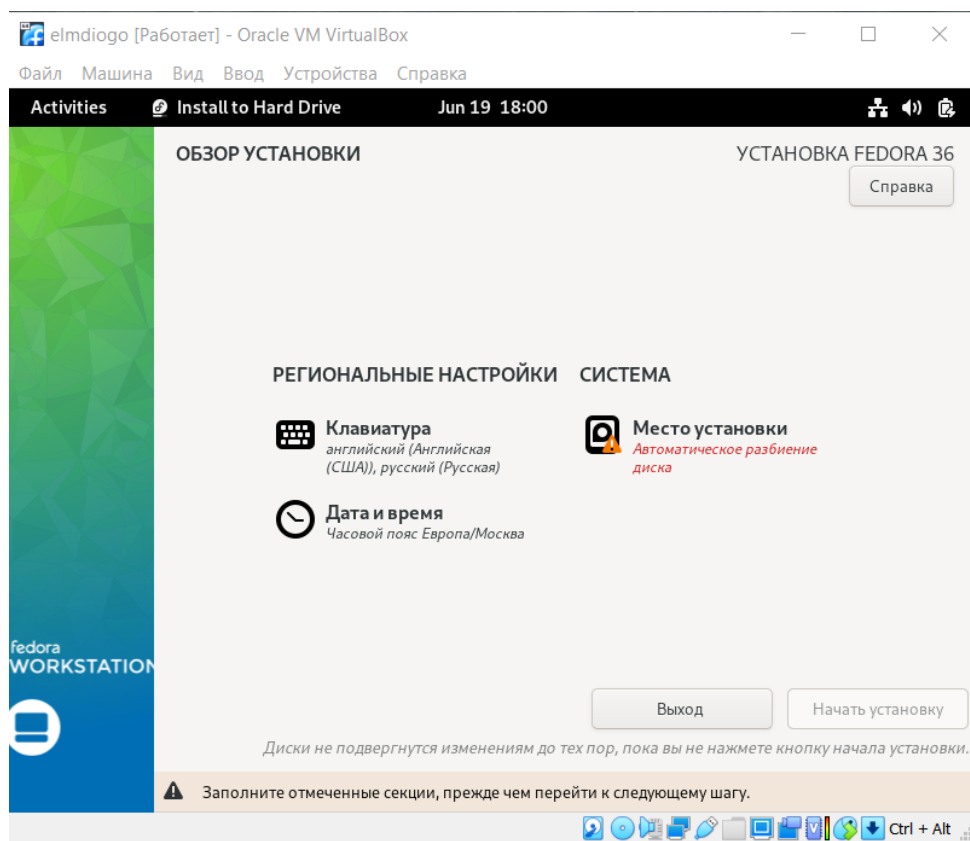 elmdiogo [Работает] - Oracle VM VirtualBox
Файл Машина Вид Ввод Устройства Справка
Activities Install to Hard Drive Jun 19 18:00
ОБЗОР УСТАНОВКИ
УСТАНОВКА FEDORA 36
Справка
РЕГИОНАЛЬНЫЕ НАСТРОЙКИ
Клавиатура
английский (Английская
(США)), русский (Русская)
Дата и время
Часовой пояс Европа/Москва
СИСТЕМА
Место установки
Автоматическое разбиение
диска
fedora
WORKSTATION
Выход
Начать установку
Диски не подвергнутся изменениям до тех пор, пока вы не нажмете кнопку начала установки.
Заполните отмеченные секции, прежде чем перейти к следующему шагу.
Ctrl + Alt